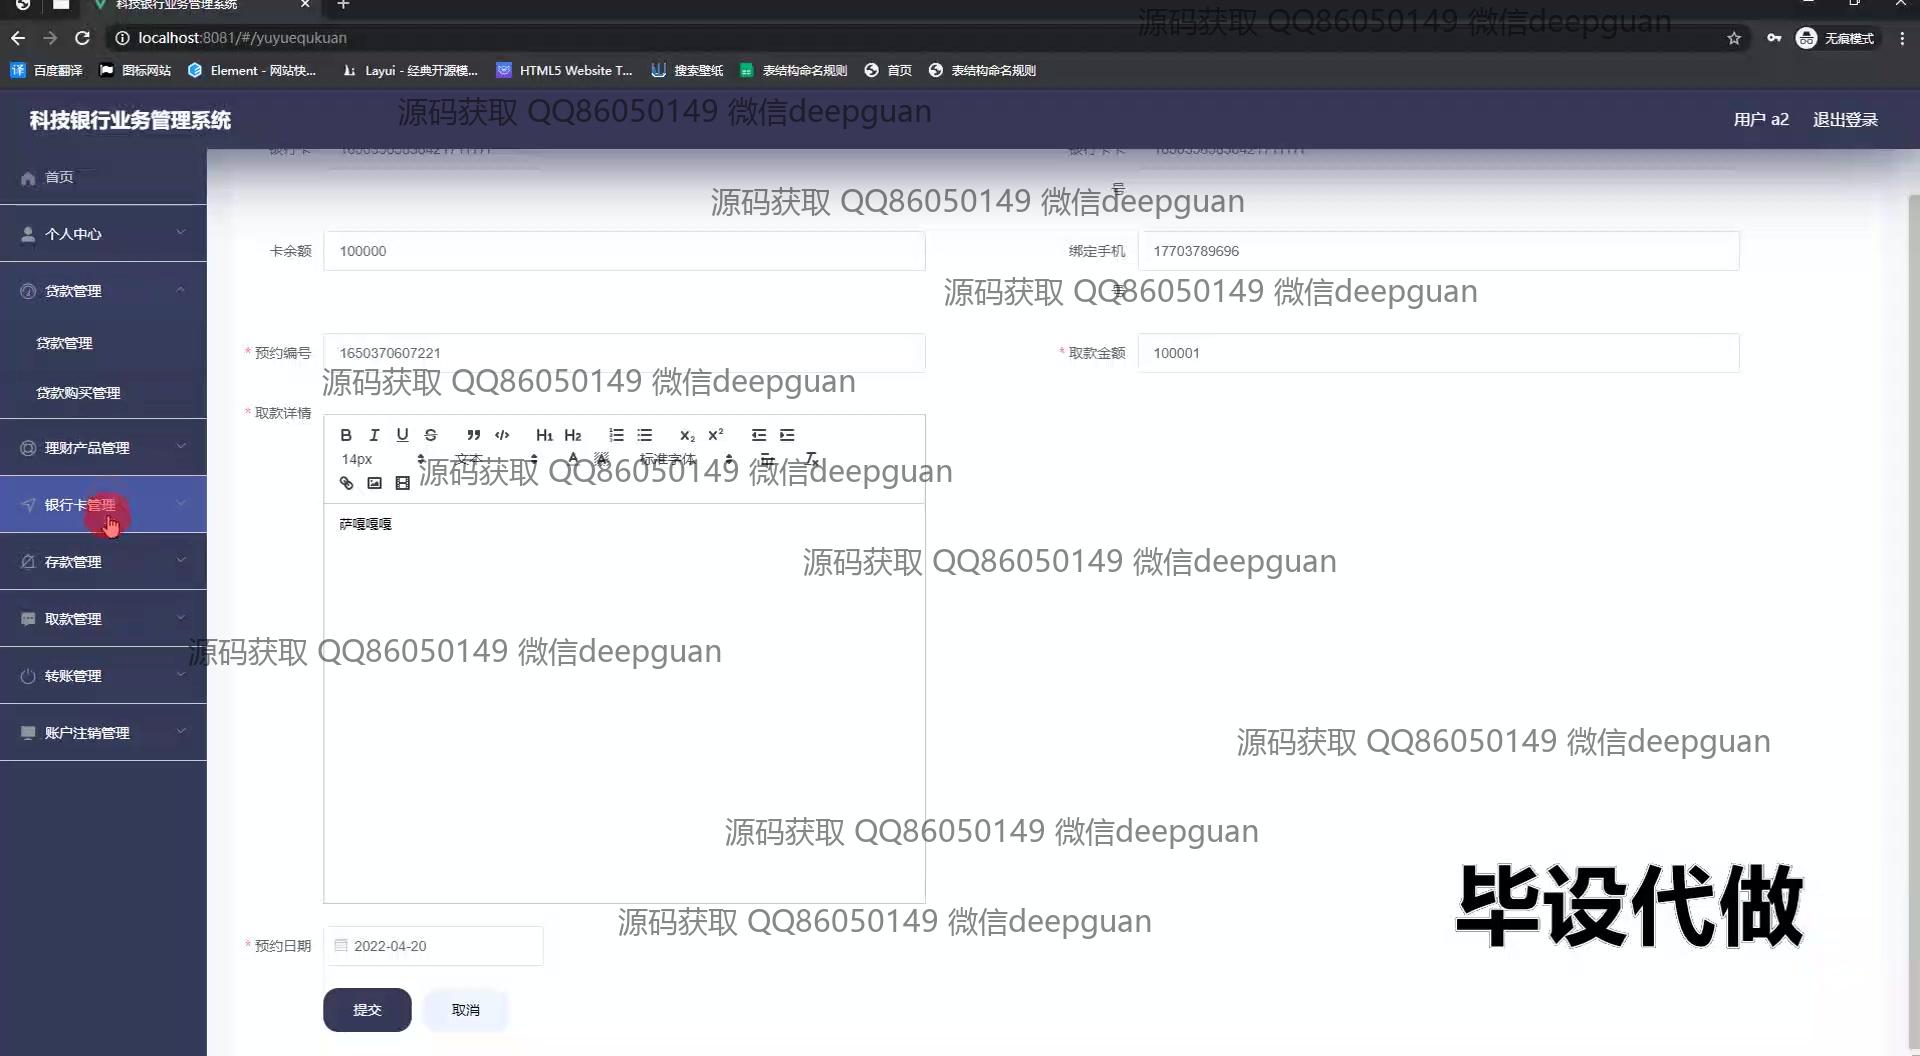 科技银行业务管理系统
localhost:8081/#/yuyuequkuan
无痕模式
百度翻译
图标网站
Element - 网站快...
Layui - 经典开源模...
HTML5 Website T...
搜索壁纸
表结构命名规则
首页
表结构命名规则
源码获取 QQ86050149 微信deepguan
科技银行业务管理系统
源码获取 QQ86050149 微信deepguan
用户 a2
退出登录
首页
个人中心
贷款管理
贷款管理
贷款购买管理
理财产品管理
银行卡管理
存款管理
取款管理
转账管理
账户注销管理
银行卡
银行卡卡号
源码获取 QQ86050149 微信deepguan
卡余额
100000
绑定手机
17703789696
源码获取 QQ86050149 微信deepguan
* 预约编号
1650370607221
* 取款金额
100001
源码获取 QQ86050149 微信deepguan
* 取款详情
B I U S H1 H2 x2 x2
14px 文本 标准字体
源码获取 QQ86050149 微信deepguan
萨嘎嘎嘎
源码获取 QQ86050149 微信deepguan
源码获取 QQ86050149 微信deepguan
源码获取 QQ86050149 微信deepguan
源码获取 QQ86050149 微信deepguan
毕设代做
源码获取 QQ86050149 微信deepguan
* 预约日期
2022-04-20
提交
取消